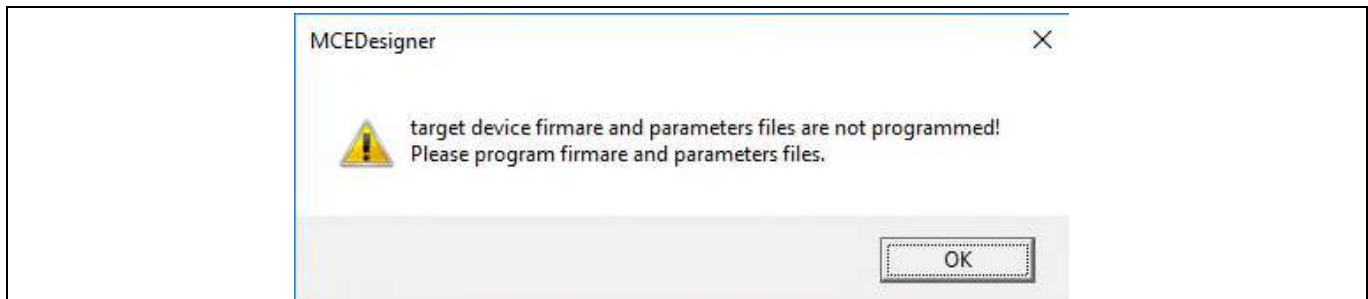 MCEDesigner
target device firmare and parameters files are not programmed!
Please program firmare and parameters files.
OK